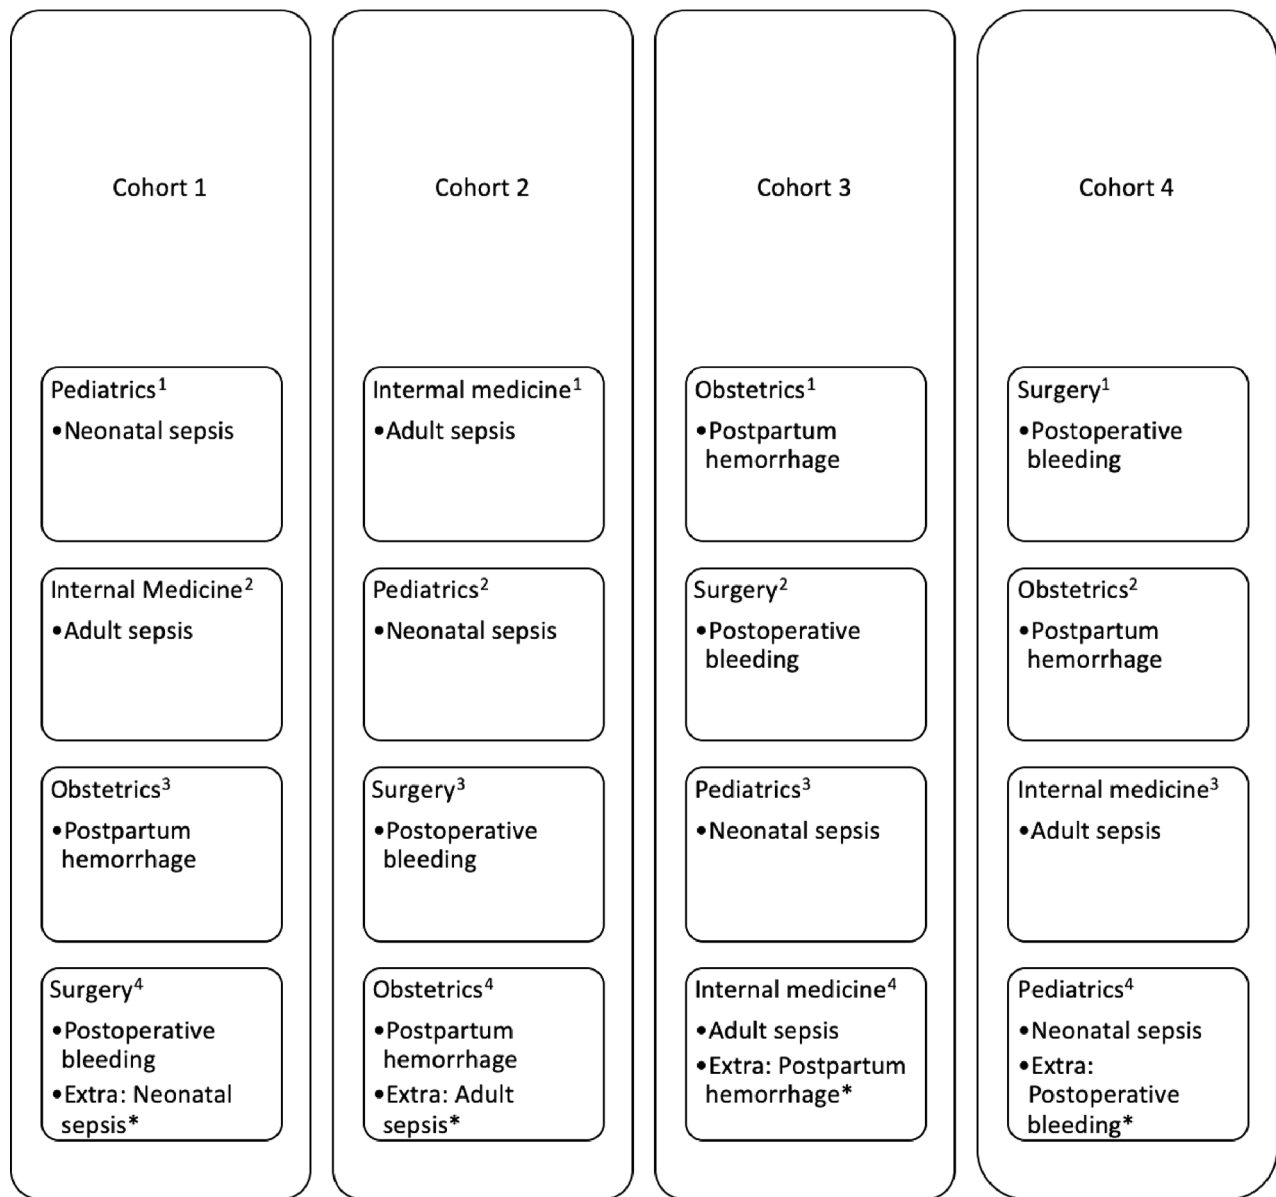 Cohort 1
Pediatrics¹
•Neonatal sepsis
Internal Medicine²
•Adult sepsis
Obstetrics³
•Postpartum
hemorrhage
Surgery⁴
•Postoperative
bleeding
•Extra: Neonatal
sepsis*
Cohort 2
Intermal medicine¹
•Adult sepsis
Pediatrics²
•Neonatal sepsis
Surgery³
•Postoperative
bleeding
Obstetrics⁴
•Postpartum
hemorrhage
•Extra: Adult
sepsis*
Cohort 3
Obstetrics¹
•Postpartum
hemorrhage
Surgery²
•Postoperative
bleeding
Pediatrics³
•Neonatal sepsis
Internal medicine⁴
•Adult sepsis
•Extra: Postpartum
hemorrhage*
Cohort 4
Surgery¹
•Postoperative
bleeding
Obstetrics²
•Postpartum
hemorrhage
Internal medicine³
•Adult sepsis
Pediatrics⁴
•Neonatal sepsis
•Extra:
Postoperative
bleeding*